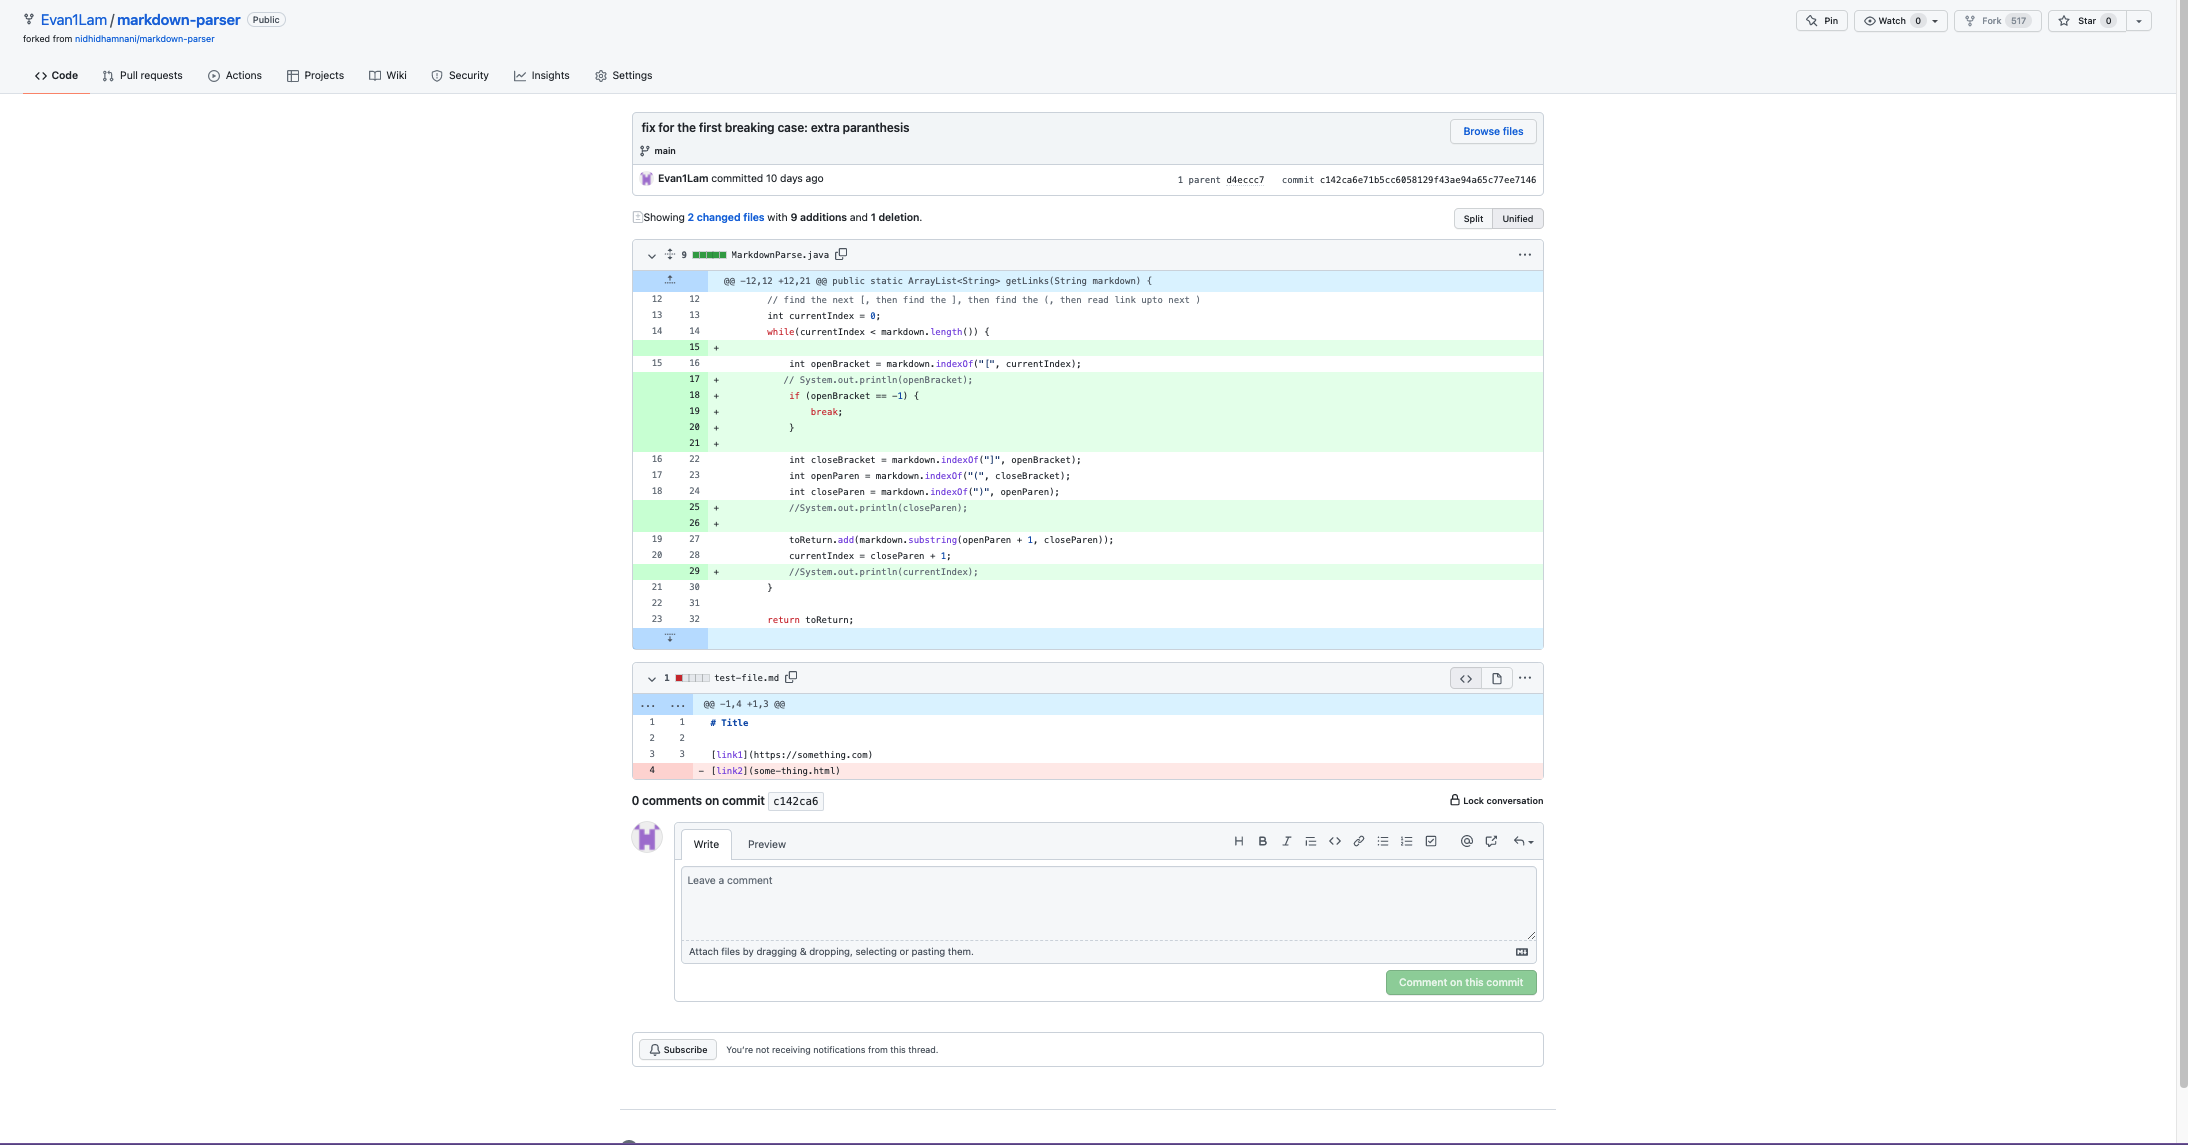 Evan1Lam / markdown-parser Public
Pin Watch 0 Fork 517 Star 0
forked from nidhidhamnani/markdown-parser
Code Pull requests Actions Projects Wiki Security Insights Settings
fix for the first breaking case: extra paranthesis
Browse files
main
Evan1Lam committed 10 days ago 1 parent d4eccc7 commit c142ca6e71b5cc6058129f43ae94a65c77ee7146
Showing 2 changed files with 9 additions and 1 deletion. Split Unified
9 MarkdownParse.java
@@ -12,12 +12,21 @@ public static ArrayList<String> getLinks(String markdown) {
12 12 // find the next [, then find the ], then find the (, then read link upto next )
13 13 int currentIndex = 0;
14 14 while(currentIndex < markdown.length()) {
15 +
15 16 int openBracket = markdown.indexOf("[", currentIndex);
17 + // System.out.println(openBracket);
18 + if (openBracket == -1) {
19 + break;
20 + }
21 +
16 22 int closeBracket = markdown.indexOf("]", openBracket);
17 23 int openParen = markdown.indexOf("(", closeBracket);
18 24 int closeParen = markdown.indexOf(")", openParen);
25 + //System.out.println(closeParen);
26 +
19 27 toReturn.add(markdown.substring(openParen + 1, closeParen));
20 28 currentIndex = closeParen + 1;
29 + //System.out.println(currentIndex);
21 30 }
22 31
23 32 return toReturn;
1 test-file.md
... ... @@ -1,4 +1,3 @@
1 1 # Title
2 2
3 3 [link1](https://something.com)
4 - [link2](some-thing.html)
0 comments on commit c142ca6 Lock conversation
Write Preview
Leave a comment
Attach files by dragging & dropping, selecting or pasting them.
Comment on this commit
Subscribe You're not receiving notifications from this thread.